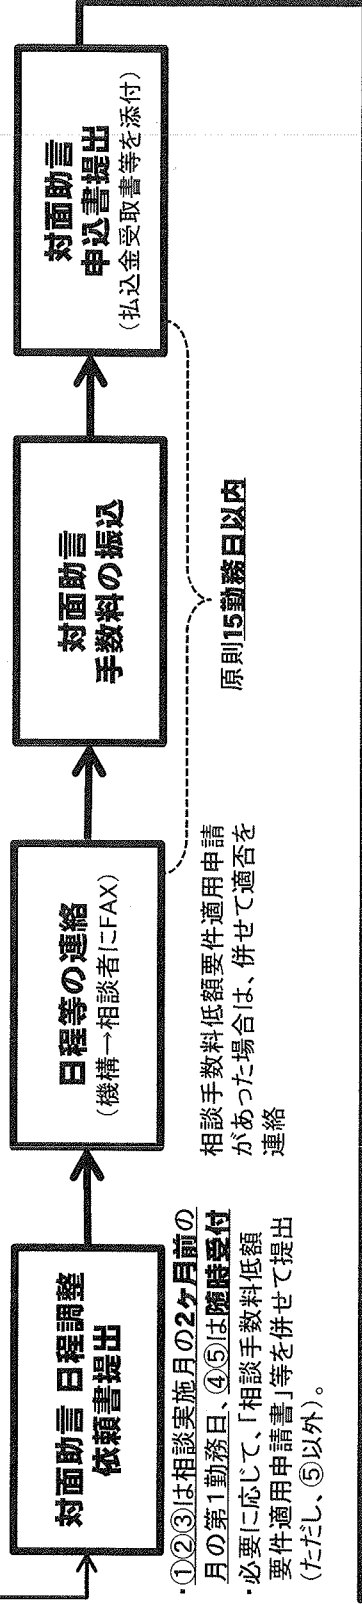 対面助言 日程調整
依頼書提出
・①②③は相談実施月の2ヶ月前の
月の第1勤務日、④⑤は随時受付
・必要に応じて、「相談手数料低額
要件適用申請書」等を併せて提出
(ただし、⑤以外)。
日程等の連絡
(機構→相談者にFAX)
相談手数料低額要件適用申請
があった場合は、併せて適否を
連絡
対面助言
手数料の振込
原則15勤務日以内
対面助言
申込書提出
(払込金受取書等を添付)